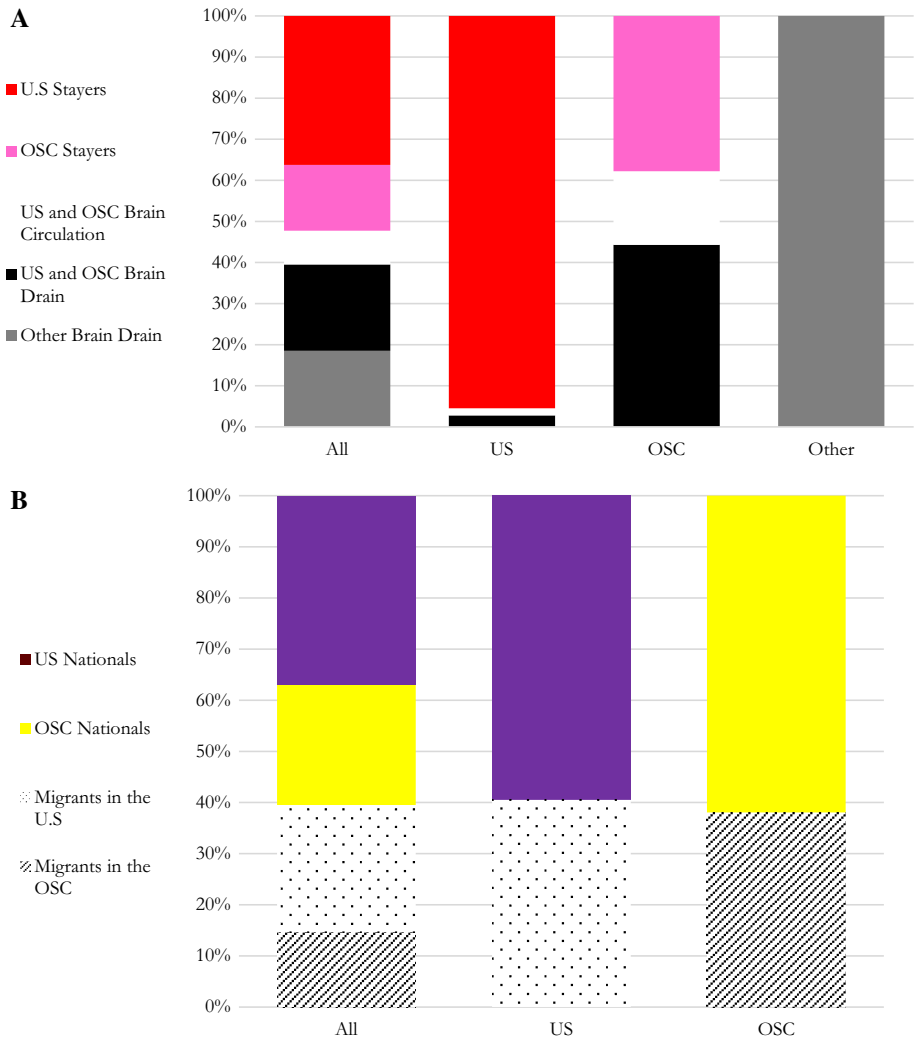 A
100%
90%
80%
70%
60%
50%
40%
30%
20%
10%
0%
U.S Stayers
OSC Stayers
US and OSC Brain
Circulation
US and OSC Brain
Drain
Other Brain Drain
All
US
OSC
Other
B
100%
90%
80%
70%
60%
50%
40%
30%
20%
10%
0%
US Nationals
OSC Nationals
Migrants in the
U.S
Migrants in the
OSC
All
US
OSC